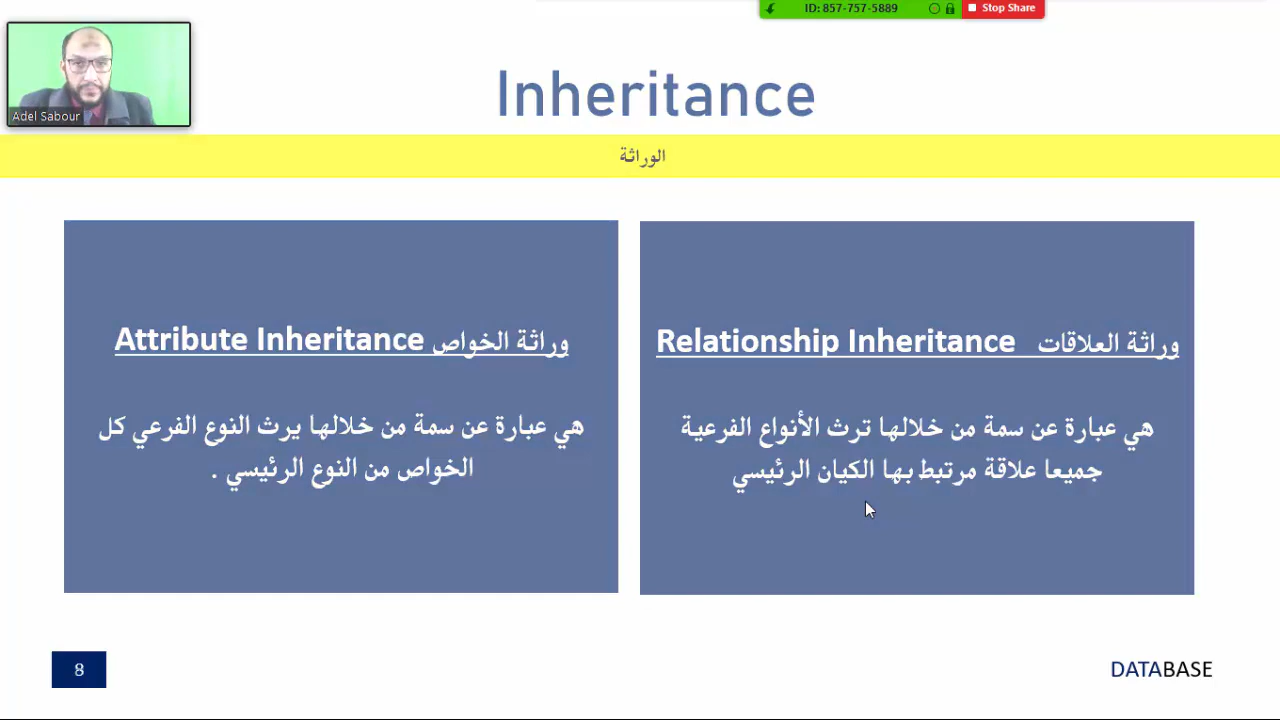 ID: 857-757-5889
Stop Share
Adel Sabour
Inheritance
الوراثة
Attribute Inheritance وراثة الخواص
هي عبارة عن سمة من خلالها يرث النوع الفرعي كل
الخواص من النوع الرئيسي .
Relationship Inheritance وراثة العلاقات
هي عبارة عن سمة من خلالها ترث الأنواع الفرعية
جميعا علاقة مرتبط بها الكيان الرئيسي
8
DATABASE